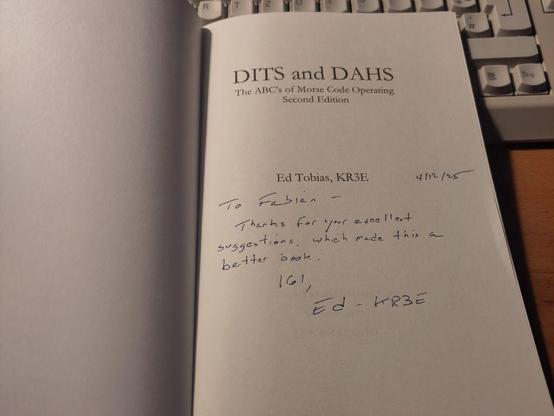 DITS and DAHS
The ABC's of Morse Code Operating
Second Edition
Ed Tobias, KR3E
4/12/25
To Fabian –
Thanks for your excellent
suggestions, which made this a
better book.
161,
Ed - KR3E